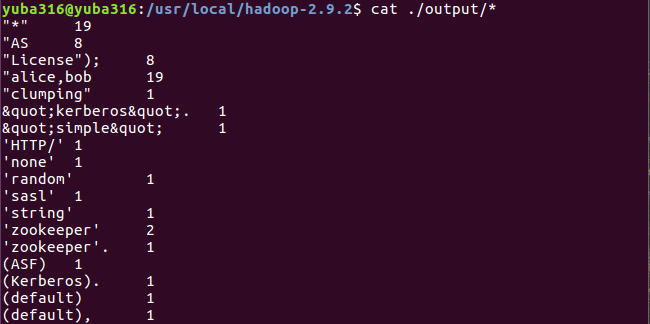 yuba316@yuba316:/usr/local/hadoop-2.9.2$ cat ./output/*
"*" 19
"AS 8
"License"); 8
"alice,bob 19
"clumping" 1
&quot;kerberos&quot;. 1
&quot;simple&quot; 1
'HTTP/' 1
'none' 1
'random' 1
'sasl' 1
'string' 1
'zookeeper' 2
'zookeeper'. 1
(ASF) 1
(Kerberos). 1
(default) 1
(default), 1